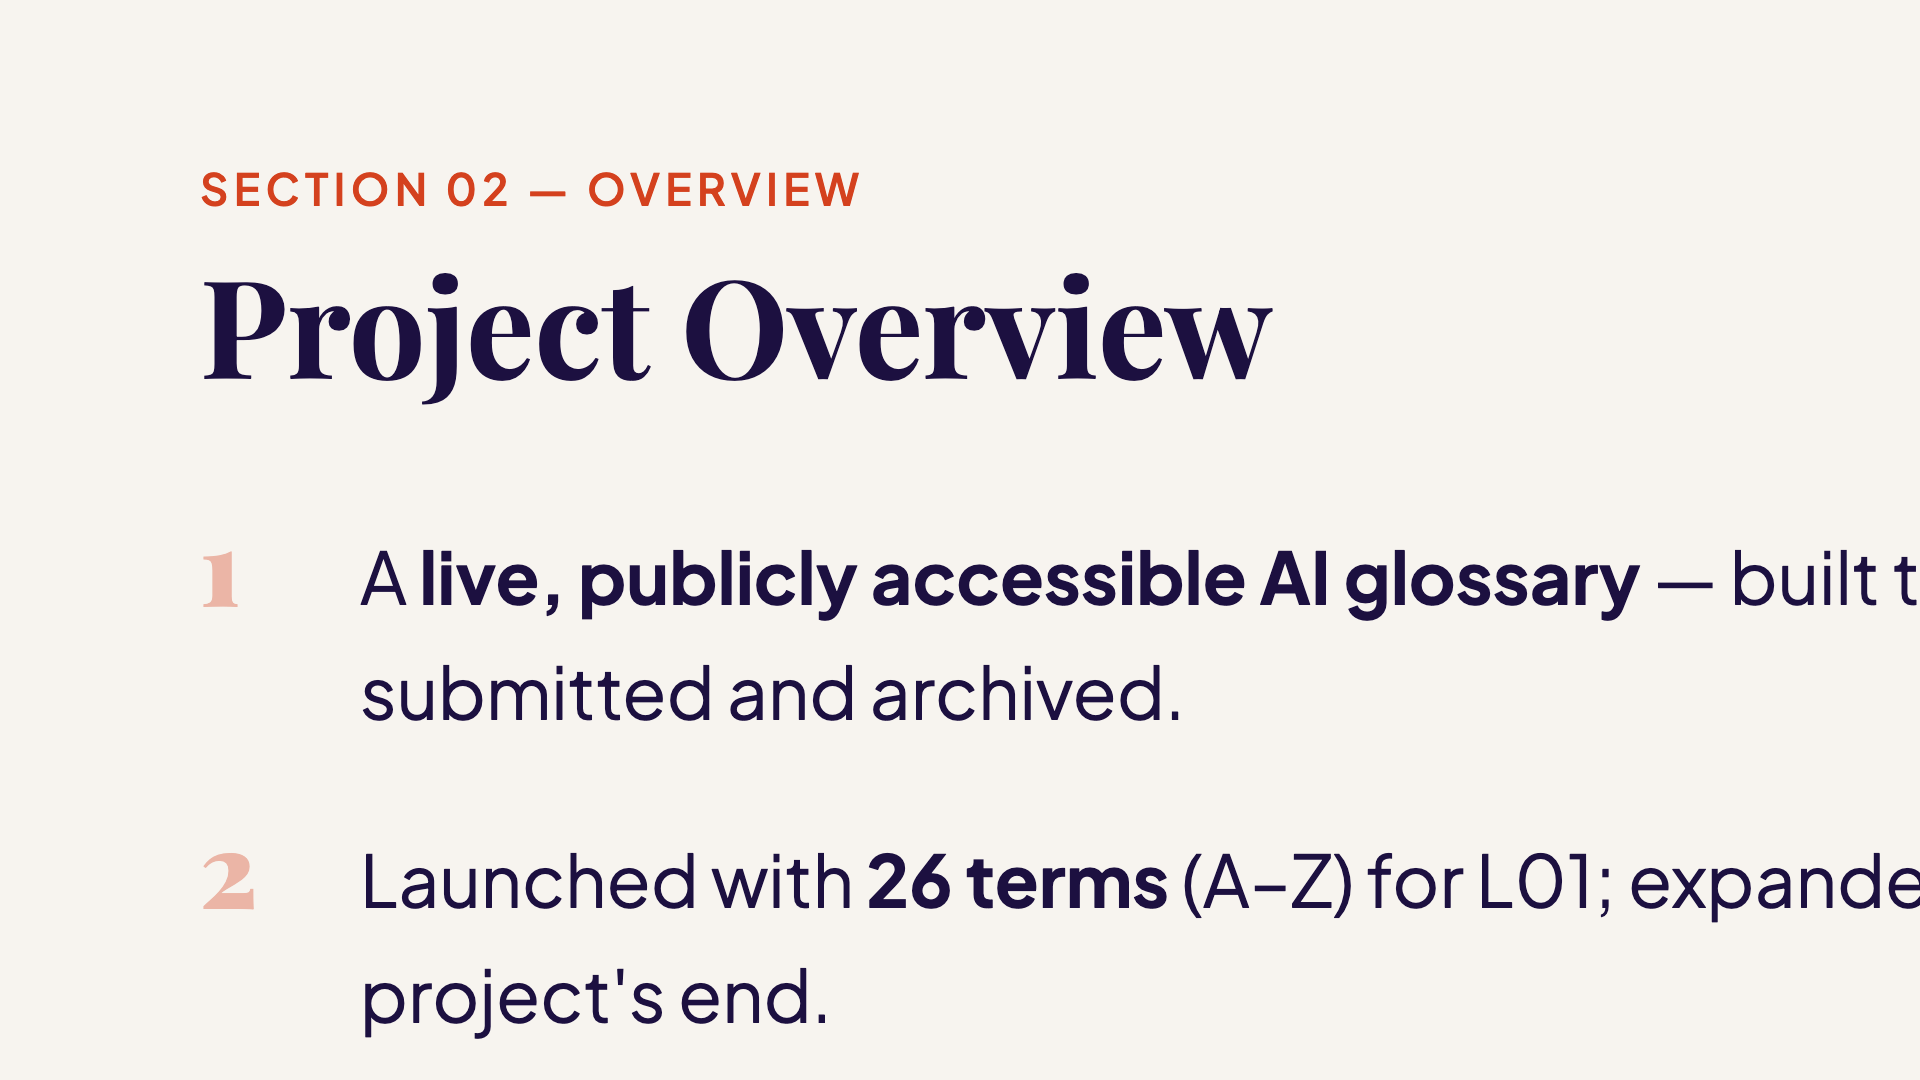 SECTION 02 — OVERVIEW
Project Overview
1 A live, publicly accessible AI glossary — built
submitted and archived.
2 Launched with 26 terms (A–Z) for L01;
project's end.